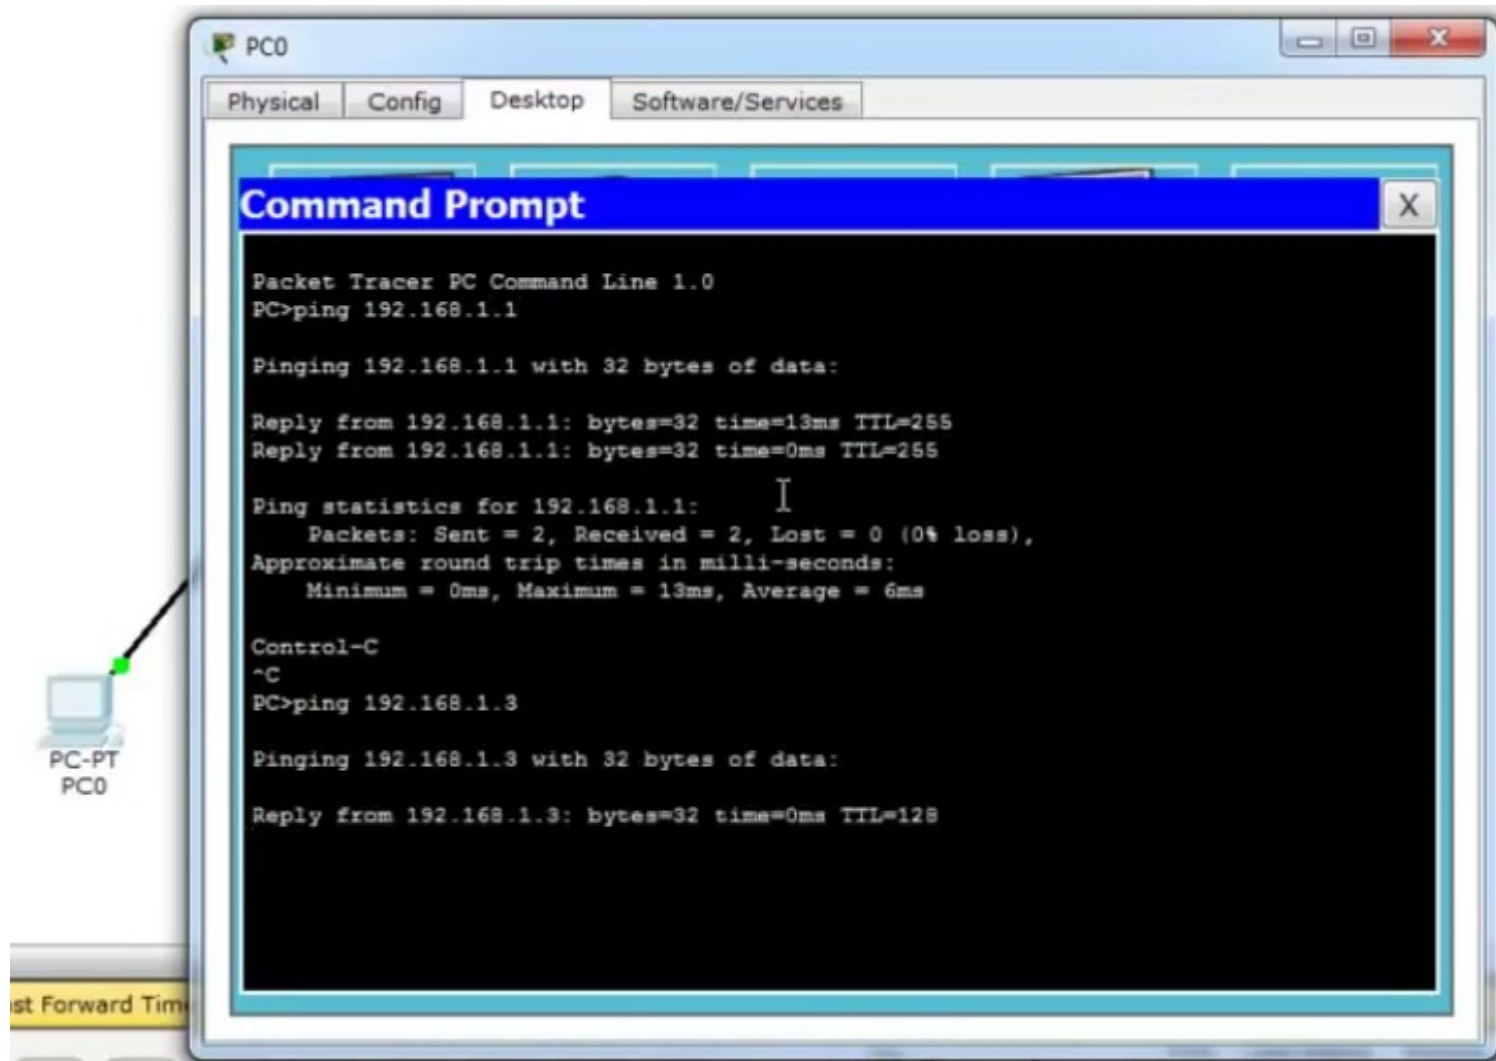 PC0
Physical Config Desktop Software/Services
Command Prompt X
Packet Tracer PC Command Line 1.0
PC>ping 192.168.1.1
Pinging 192.168.1.1 with 32 bytes of data:
Reply from 192.168.1.1: bytes=32 time=13ms TTL=255
Reply from 192.168.1.1: bytes=32 time=0ms TTL=255
Ping statistics for 192.168.1.1:
Packets: Sent = 2, Received = 2, Lost = 0 (0% loss),
Approximate round trip times in milli-seconds:
Minimum = 0ms, Maximum = 13ms, Average = 6ms
Control-C
^C
PC>ping 192.168.1.3
Pinging 192.168.1.3 with 32 bytes of data:
Reply from 192.168.1.3: bytes=32 time=0ms TTL=128
PC-PT
PC0
st Forward Tim